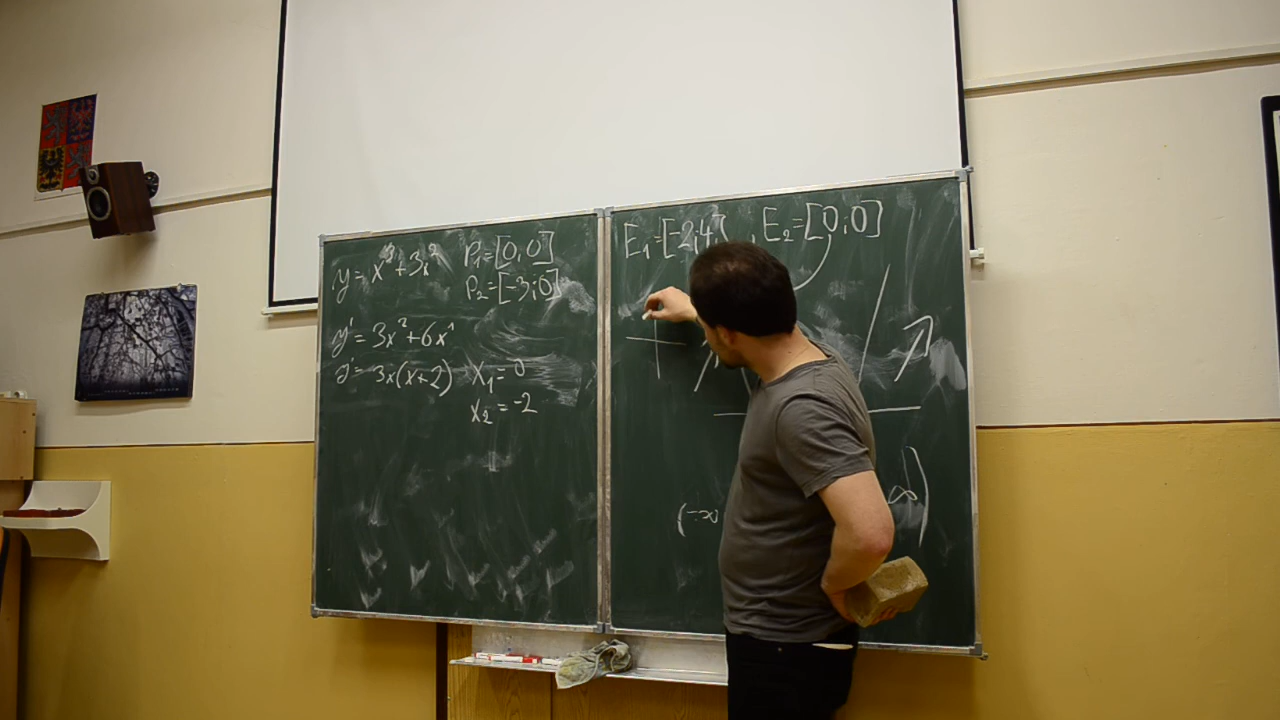 y = x³+3x² P₁=[0,0]
P₂=[-3;0]
y' = 3x²+6x¹
y' = 3x(x+2) x₁=0
x₂=-2
E₁=[-2;4], E₂=[0;0]
(-∞ ∞)